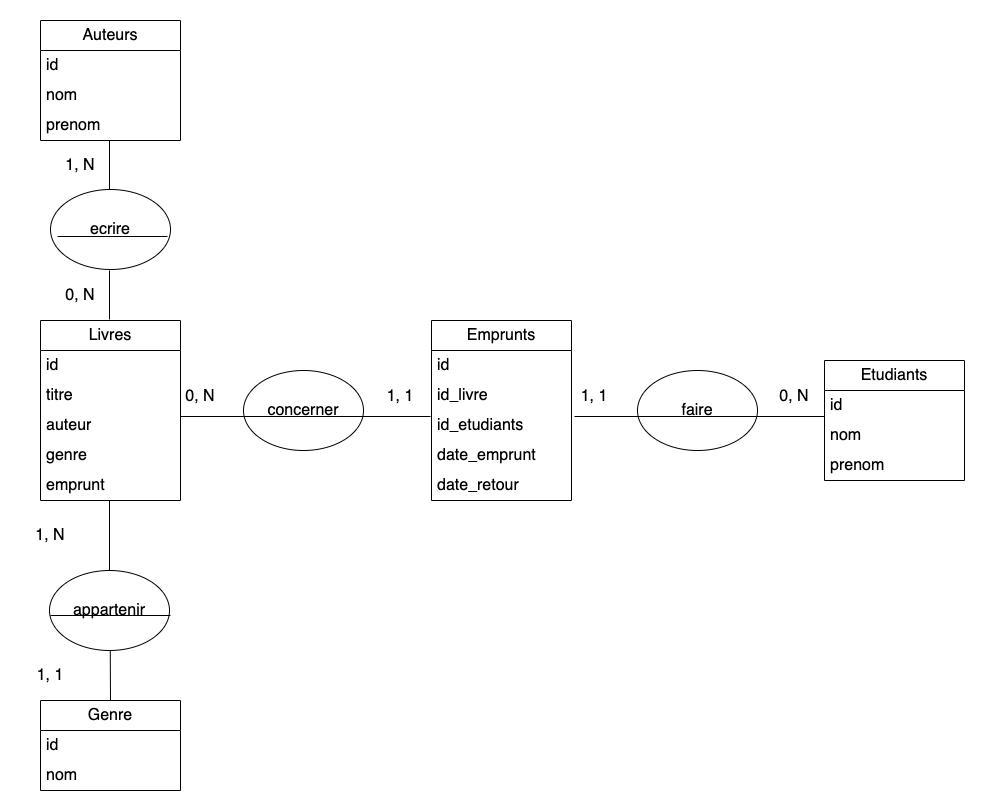 Auteurs
id
nom
prenom
1, N
ecrire
0, N
Livres
id
titre
auteur
genre
emprunt
0, N
concerner
1, 1
Emprunts
id
id_livre
id_etudiants
date_emprunt
date_retour
1, 1
faire
0, N
Etudiants
id
nom
prenom
1, N
appartenir
1, 1
Genre
id
nom